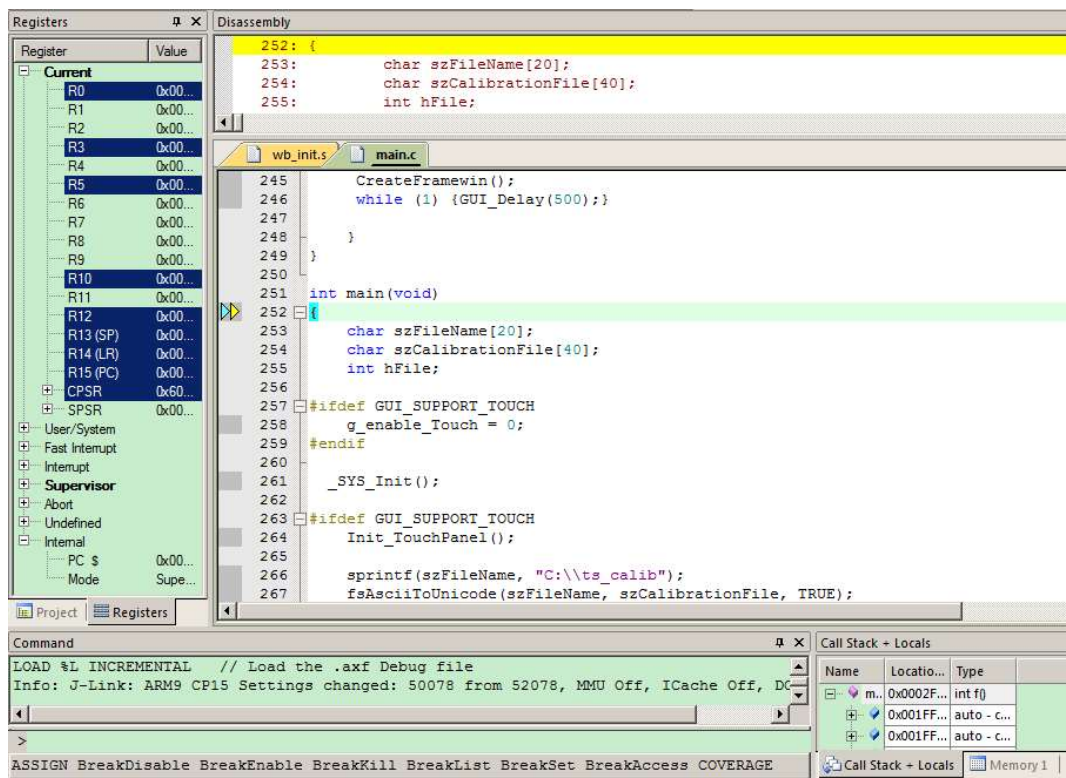 Registers
Register Value
Current
R0 0x00...
R1 0x00...
R2 0x00...
R3 0x00...
R4 0x00...
R5 0x00...
R6 0x00...
R7 0x00...
R8 0x00...
R9 0x00...
R10 0x00...
R11 0x00...
R12 0x00...
R13 (SP) 0x00...
R14 (LR) 0x00...
R15 (PC) 0x00...
CPSR 0x60...
SPSR 0x00...
User/System
Fast Interrupt
Interrupt
Supervisor
Abort
Undefined
Internal
PC $ 0x00...
Mode Supe...
Project Registers
Disassembly
252: {
253: char szFileName[20];
254: char szCalibrationFile[40];
255: int hFile;
wb_init.s main.c
245 CreateFramewin();
246 while (1) {GUI_Delay(500);}
247
248 }
249 }
250
251 int main(void)
252 {
253 char szFileName[20];
254 char szCalibrationFile[40];
255 int hFile;
256
257 #ifdef GUI_SUPPORT_TOUCH
258 g_enable_Touch = 0;
259 #endif
260
261 _SYS_Init();
262
263 #ifdef GUI_SUPPORT_TOUCH
264 Init_TouchPanel();
265
266 sprintf(szFileName, "C:\\ts_calib");
267 fsAsciiToUnicode(szFileName, szCalibrationFile, TRUE);
Command
LOAD %L INCREMENTAL // Load the .axf Debug file
Info: J-Link: ARM9 CP15 Settings changed: 50078 from 52078, MMU Off, ICache Off, DC
>
ASSIGN BreakDisable BreakEnable BreakKill BreakList BreakSet BreakAccess COVERAGE
Call Stack + Locals
Name Locatio... Type
m.. 0x0002F... int f()
0x001FF... auto - c...
0x001FF... auto - c...
Call Stack + Locals Memory 1